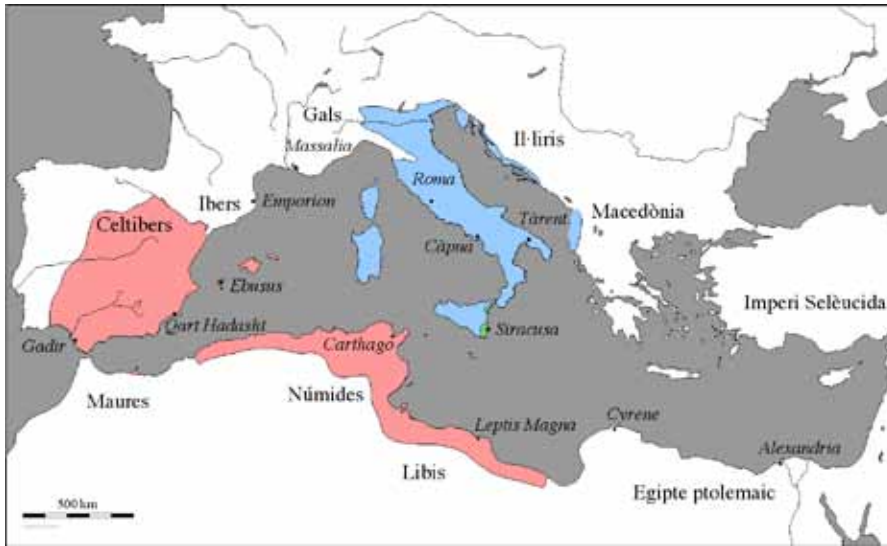 Gals
Massalia
Il·liris
Roma
Ibers
Emporion
Celtibers
Tàrent
Macedònia
Càpua
Ebusus
Imperi Selèucida
Qart Hadasht
Siracusa
Gadir
Carthago
Maures
Númides
Leptis Magna
Cyrene
Alexandria
Libis
Egipte ptolemaic
500 km